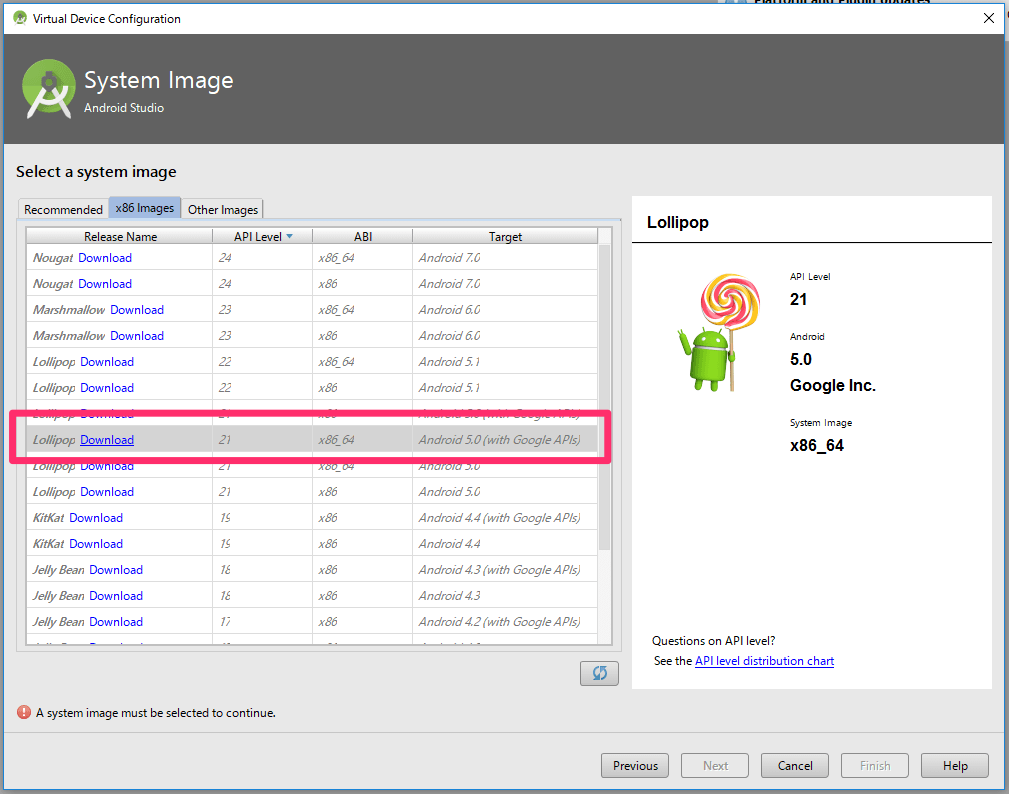 Platform and Plugin Updates
Virtual Device Configuration
System Image
Android Studio
Select a system image
Recommended x86 Images Other Images
Release Name API Level ABI Target
Nougat Download 24 x86_64 Android 7.0
Nougat Download 24 x86 Android 7.0
Marshmallow Download 23 x86_64 Android 6.0
Marshmallow Download 23 x86 Android 6.0
Lollipop Download 22 x86_64 Android 5.1
Lollipop Download 22 x86 Android 5.1
Lollipop Download 21 x86 Android 5.0 (with Google APIs)
Lollipop Download 21 x86_64 Android 5.0 (with Google APIs)
Lollipop Download 21 x86_64 Android 5.0
Lollipop Download 21 x86 Android 5.0
KitKat Download 19 x86 Android 4.4 (with Google APIs)
KitKat Download 19 x86 Android 4.4
Jelly Bean Download 18 x86 Android 4.3 (with Google APIs)
Jelly Bean Download 18 x86 Android 4.3
Jelly Bean Download 17 x86 Android 4.2 (with Google APIs)
Lollipop
API Level
21
Android
5.0
Google Inc.
System Image
x86_64
Questions on API level?
See the API level distribution chart
A system image must be selected to continue.
Previous Next Cancel Finish Help